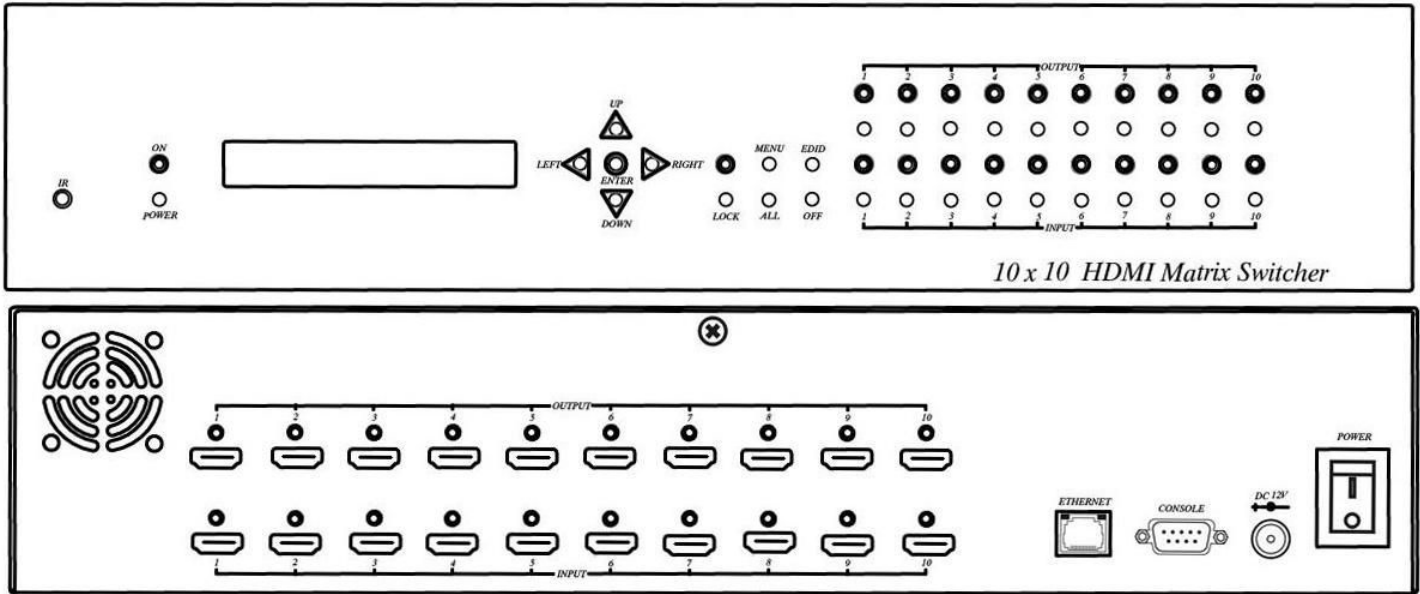 OUTPUT
1 2 3 4 5 6 7 8 9 10
UP
ON
MENU EDID
LEFT RIGHT
ENTER
IR
POWER
LOCK ALL OFF
DOWN
1 2 3 4 5 6 7 8 9 10
INPUT
10 x 10 HDMI Matrix Switcher
OUTPUT
1 2 3 4 5 6 7 8 9 10
POWER
ETHERNET
CONSOLE
DC 12V
1 2 3 4 5 6 7 8 9 10
INPUT